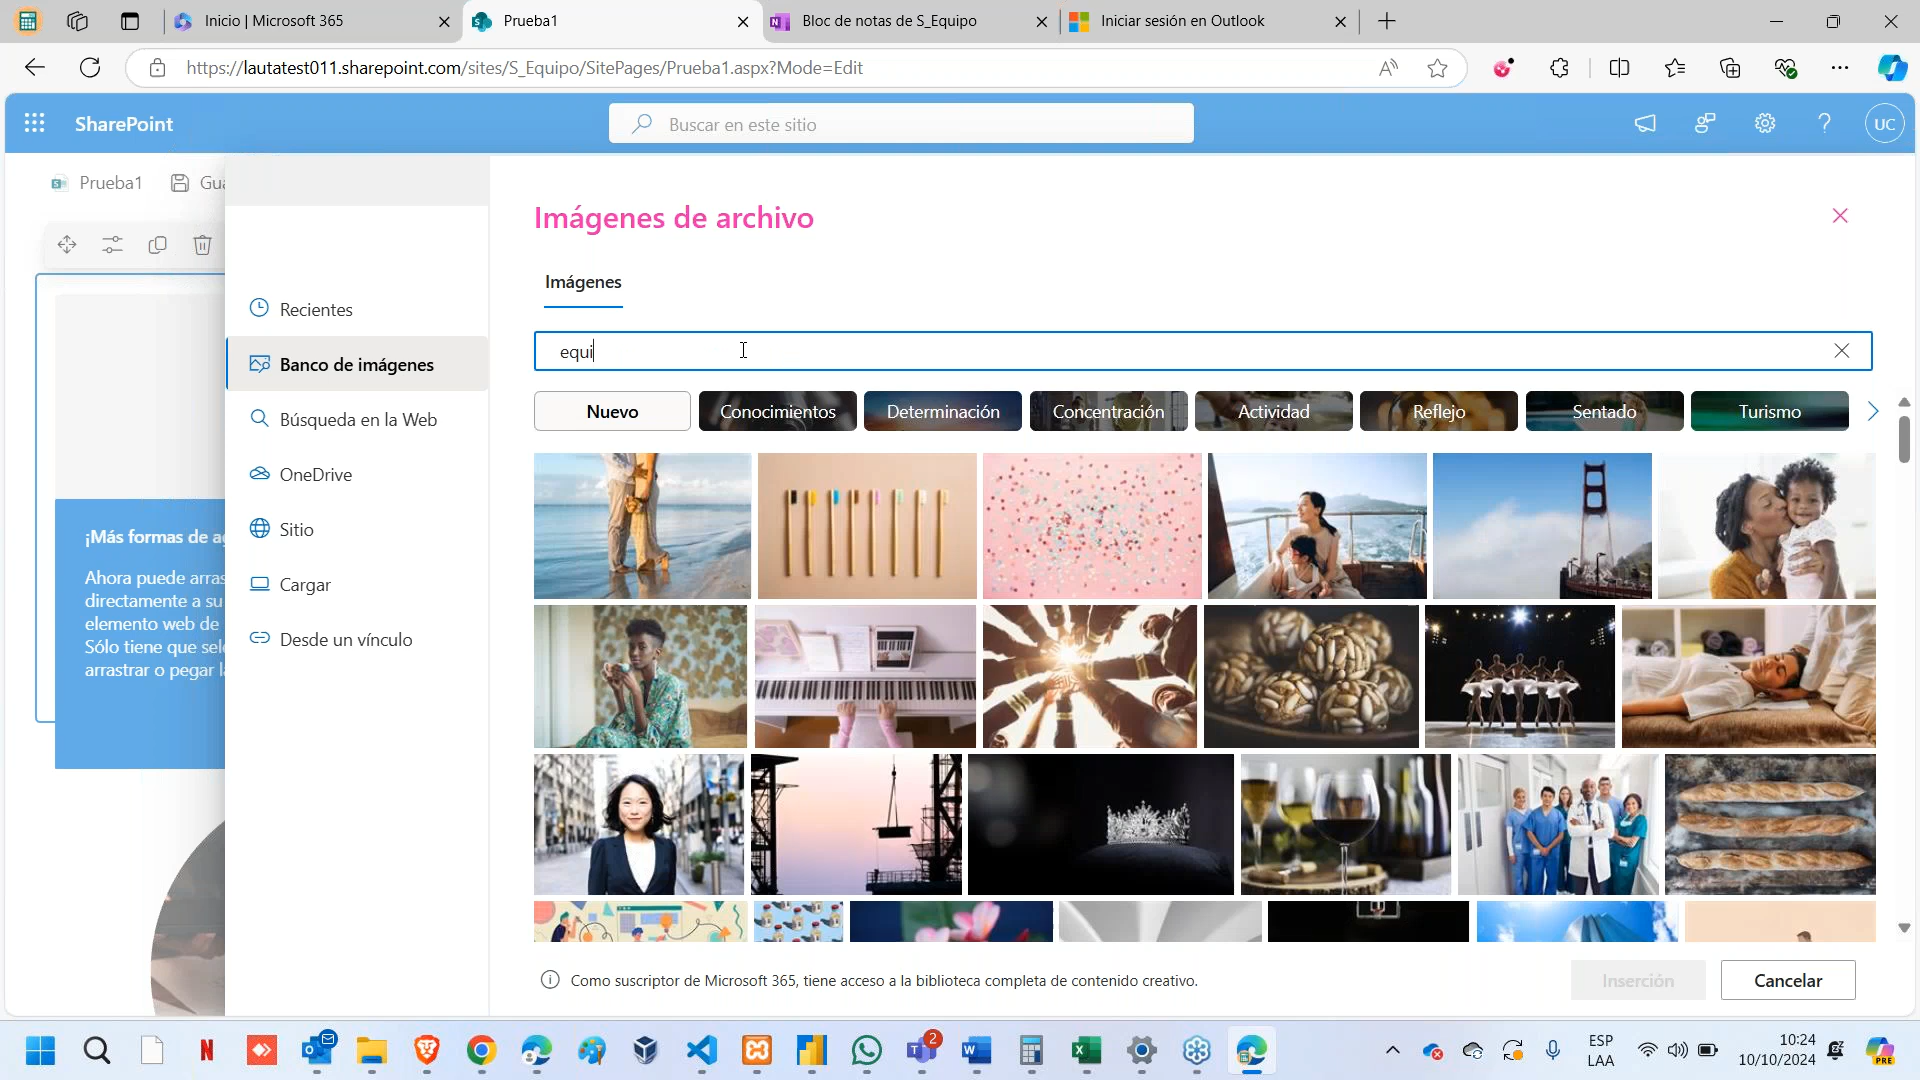 Inicio | Microsoft 365
Prueba1
Bloc de notas de S_Equipo
Iniciar sesión en Outlook
https://lautatest011.sharepoint.com/sites/S_Equipo/SitePages/Prueba1.aspx?Mode=Edit
SharePoint
Buscar en este sitio
UC
Prueba1
Gu
Imágenes de archivo
Imágenes
Recientes
Banco de imágenes
Búsqueda en la Web
OneDrive
Sitio
Cargar
Desde un vínculo
equi
Nuevo
Conocimientos
Determinación
Concentración
Actividad
Reflejo
Sentado
Turismo
¡Más formas de a
Ahora puede arras
directamente a su
elemento web de
Sólo tiene que sel
arrastrar o pegar l
Como suscriptor de Microsoft 365, tiene acceso a la biblioteca completa de contenido creativo.
Inserción
Cancelar
2
ESP
LAA
10:24
10/10/2024
PRE